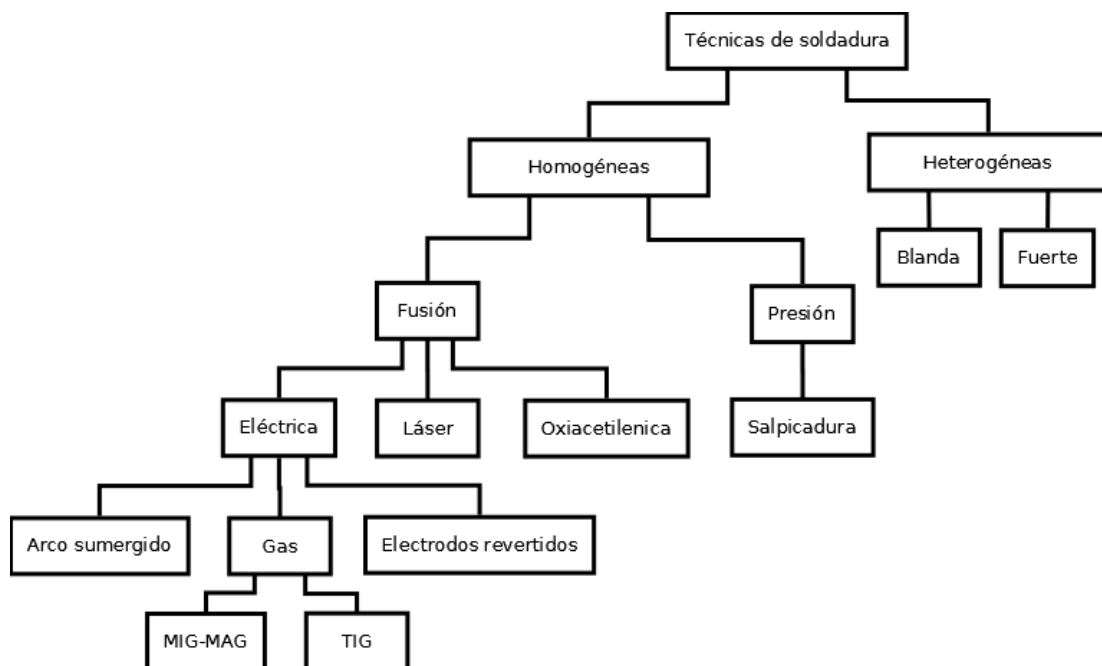 Técnicas de soldadura
Homogéneas
Heterogéneas
Blanda
Fuerte
Fusión
Presión
Eléctrica
Láser
Oxiacetilenica
Salpicadura
Arco sumergido
Gas
Electrodos revertidos
MIG-MAG
TIG